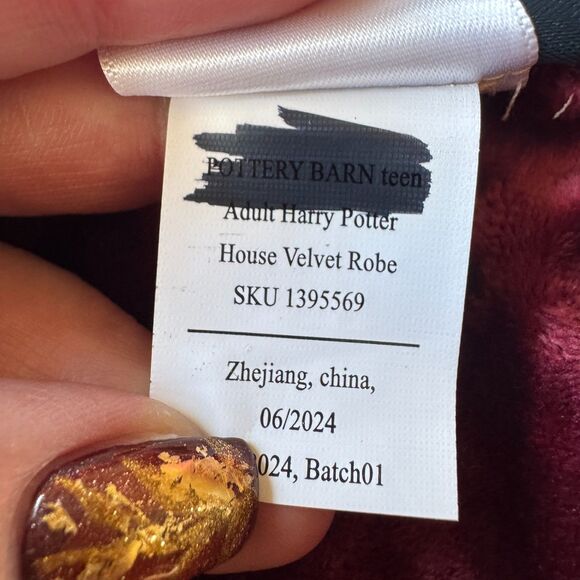 POTTERY BARN teen
Adult Harry Potter
House Velvet Robe
SKU 1395569
Zhejiang, china,
06/2024
024, Batch01